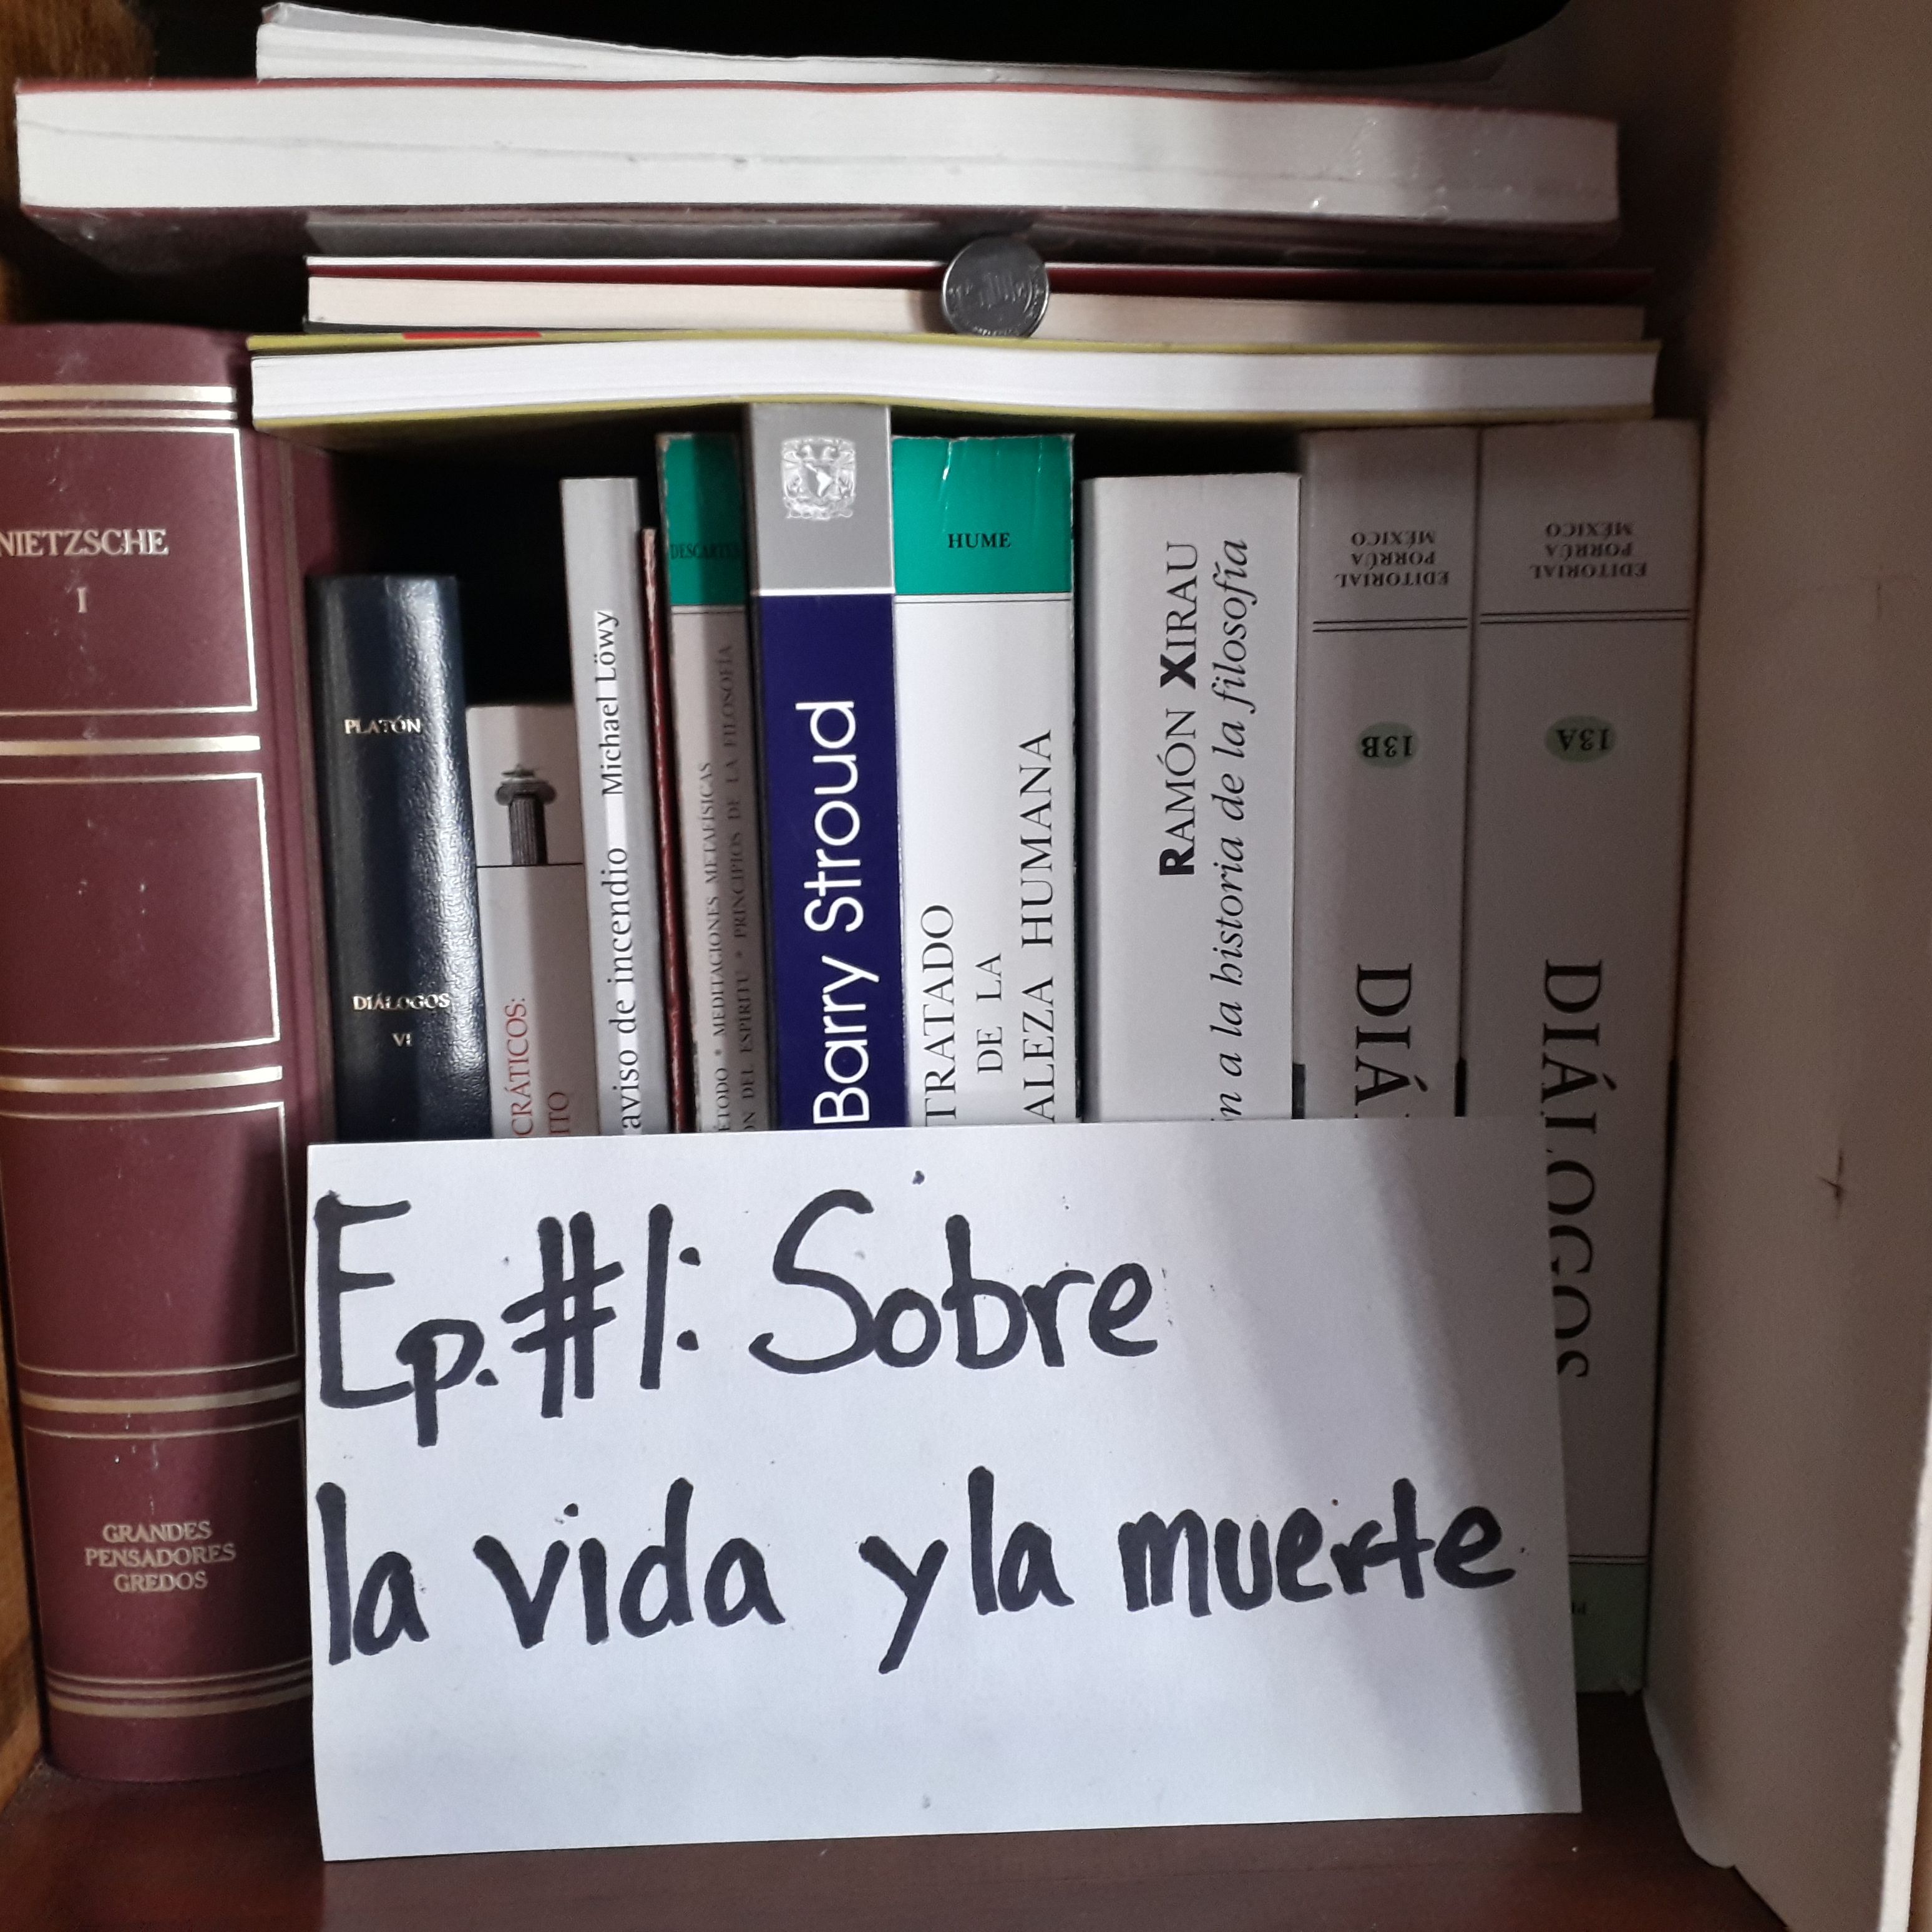 NIETZSCHE
I
GRANDES
PENSADORES
GREDOS
PLATÓN
DIÁLOGOS
VI
CRÁTICOS:
ITO
aviso de incendio Michael Löwy
DESCARTES
ÉTODO * MEDITACIONES METAFÍSICAS
ÓN DEL ESPÍRITU * PRINCIPIOS DE LA FILOSOFÍA
Barry Stroud
HUME
TRATADO
DE LA
ALEZA HUMANA
RAMÓN XIRAU
n a la historia de la filosofía
EDITORIAL
PORRÚA
MÉXICO
13B
DIÁ
EDITORIAL
PORRÚA
MÉXICO
13A
DIÁLOGOS
Ep. #1: Sobre
la vida y la muerte